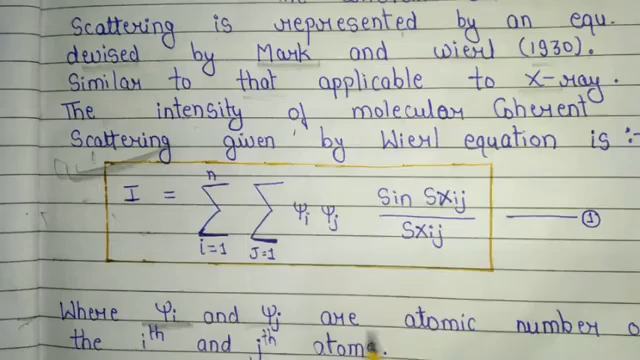 Scattering is represented by an equ.
devised by Mark and Wierl (1930).
Similar to that applicable to X-ray.
The intensity of molecular Coherent
Scattering given by Wierl equation is :-
I = n∑i=1 ∑J=1 ψi ψj Sin Sxij / Sxij —— ①
Where ψi and ψj are atomic number o
the ith and jth atoms.